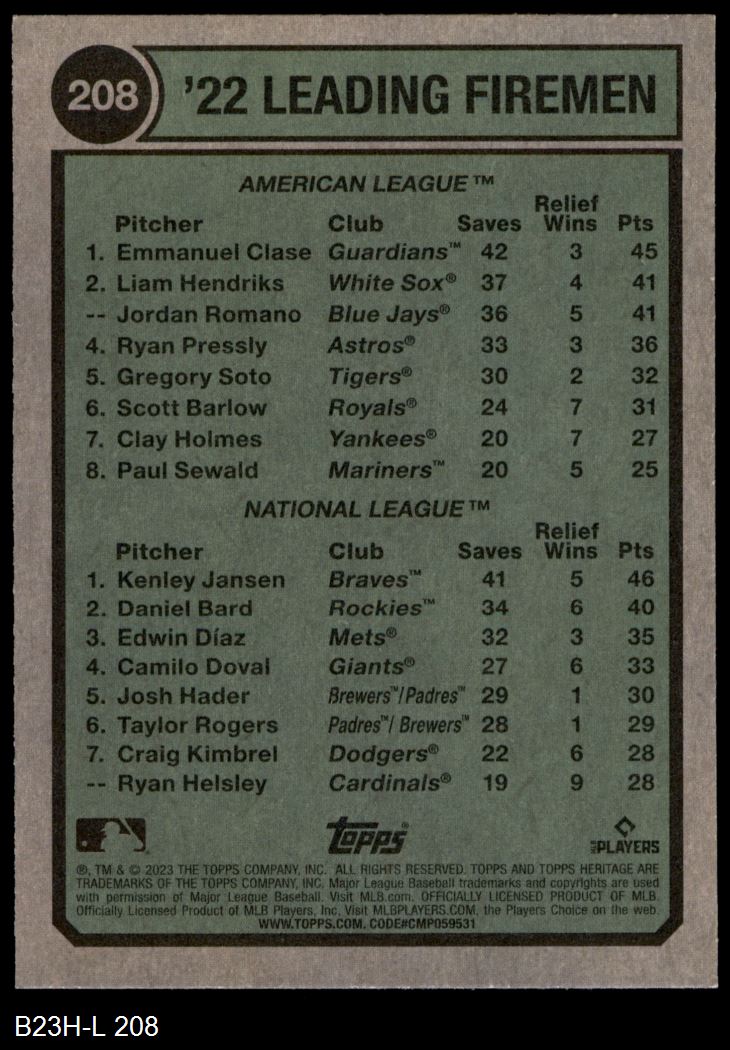 208 '22 LEADING FIREMEN
AMERICAN LEAGUE™
Relief
Pitcher Club Saves Wins Pts
1. Emmanuel Clase Guardians™ 42 3 45
2. Liam Hendriks White Sox® 37 4 41
-- Jordan Romano Blue Jays® 36 5 41
4. Ryan Pressly Astros® 33 3 36
5. Gregory Soto Tigers® 30 2 32
6. Scott Barlow Royals® 24 7 31
7. Clay Holmes Yankees® 20 7 27
8. Paul Sewald Mariners™ 20 5 25
NATIONAL LEAGUE™
Relief
Pitcher Club Saves Wins Pts
1. Kenley Jansen Braves™ 41 5 46
2. Daniel Bard Rockies™ 34 6 40
3. Edwin Díaz Mets® 32 3 35
4. Camilo Doval Giants® 27 6 33
5. Josh Hader Brewers™/Padres™ 29 1 30
6. Taylor Rogers Padres™/ Brewers™ 28 1 29
7. Craig Kimbrel Dodgers® 22 6 28
-- Ryan Helsley Cardinals® 19 9 28
Topps® MLB PLAYERS
®, TM & © 2023 THE TOPPS COMPANY, INC. ALL RIGHTS RESERVED. TOPPS AND TOPPS HERITAGE ARE
TRADEMARKS OF THE TOPPS COMPANY, INC. Major League Baseball trademarks and copyrights are used
with permission of Major League Baseball. Visit MLB.com. OFFICIALLY LICENSED PRODUCT OF MLB
Officially Licensed Product of MLB Players, Inc. Visit MLBPLAYERS.COM, the Players Choice on the web.
WWW.TOPPS.COM. CODE#CMP059531
B23H-L 208